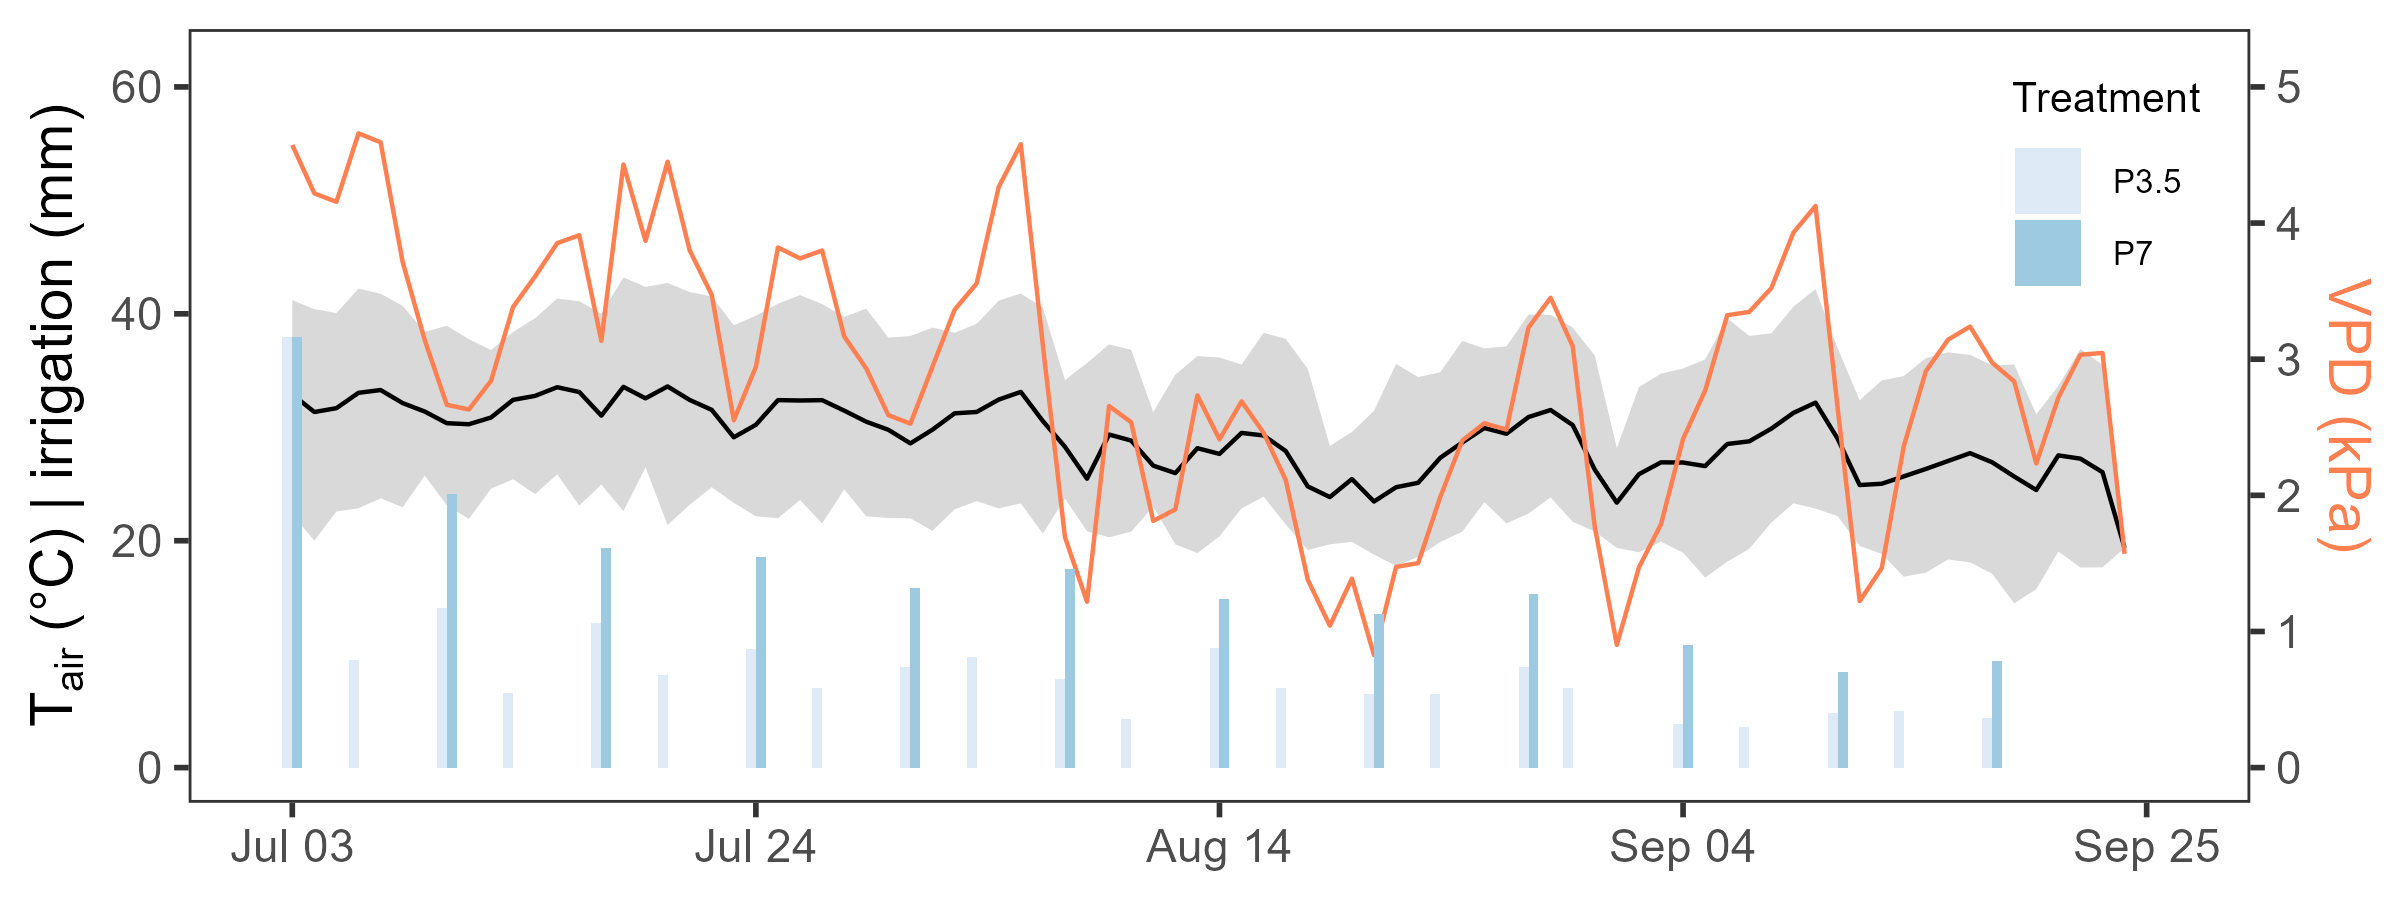 T_air (°C) | irrigation (mm)
60
40
20
0
Treatment
P3.5
P7
5
4
3
2
1
0
VPD (kPa)
Jul 03
Jul 24
Aug 14
Sep 04
Sep 25